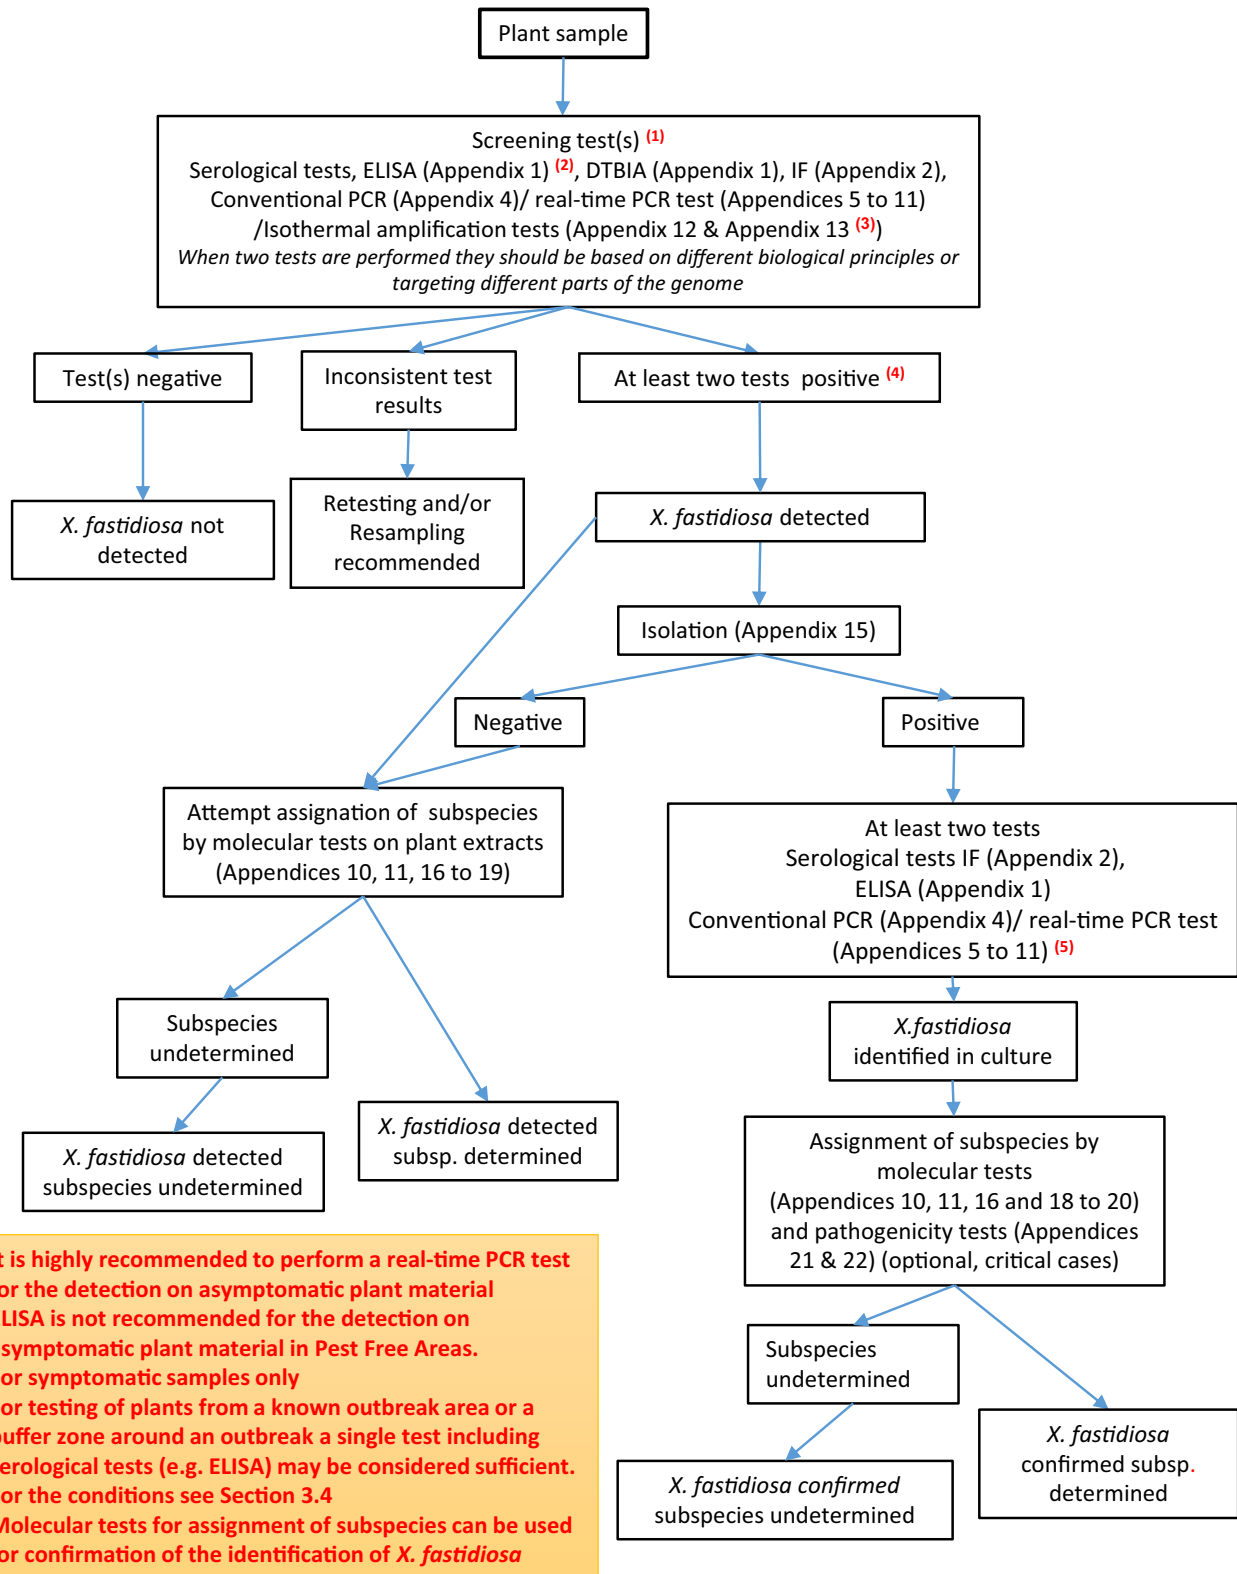 Plant sample
Screening test(s) (1)
Serological tests, ELISA (Appendix 1) (2), DTBIA (Appendix 1), IF (Appendix 2),
Conventional PCR (Appendix 4)/ real-time PCR test (Appendices 5 to 11)
/Isothermal amplification tests (Appendix 12 & Appendix 13 (3))
When two tests are performed they should be based on different biological principles or
targeting different parts of the genome
Test(s) negative
Inconsistent test
results
At least two tests positive (4)
X. fastidiosa not
detected
Retesting and/or
Resampling
recommended
X. fastidiosa detected
Isolation (Appendix 15)
Negative
Positive
Attempt assignation of subspecies
by molecular tests on plant extracts
(Appendices 10, 11, 16 to 19)
At least two tests
Serological tests IF (Appendix 2),
ELISA (Appendix 1)
Conventional PCR (Appendix 4)/ real-time PCR test
(Appendices 5 to 11) (5)
Subspecies
undetermined
X. fastidiosa detected
subspecies undetermined
X. fastidiosa detected
subsp. determined
X.fastidiosa
identified in culture
Assignment of subspecies by
molecular tests
(Appendices 10, 11, 16 and 18 to 20)
and pathogenicity tests (Appendices
21 & 22) (optional, critical cases)
Subspecies
undetermined
X. fastidiosa confirmed
subspecies undetermined
X. fastidiosa
confirmed subsp.
determined
t is highly recommended to perform a real-time PCR test
or the detection on asymptomatic plant material
LISA is not recommended for the detection on
symptomatic plant material in Pest Free Areas.
or symptomatic samples only
or testing of plants from a known outbreak area or a
buffer zone around an outbreak a single test including
erological tests (e.g. ELISA) may be considered sufficient.
or the conditions see Section 3.4
Molecular tests for assignment of subspecies can be used
or confirmation of the identification of X. fastidiosa